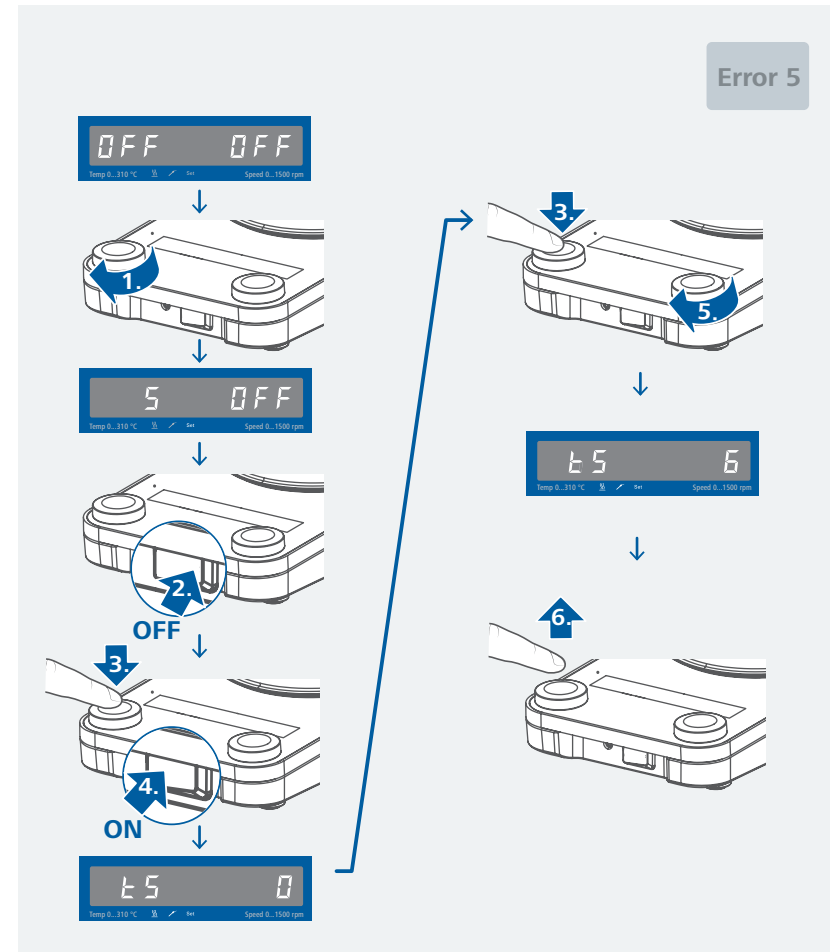 Error 5
OFF OFF
Temp 0...310 °C Set Speed 0...1500 rpm
1.
5 OFF
Temp 0...310 °C Set Speed 0...1500 rpm
2.
OFF
3.
4.
ON
tS 0
Temp 0...310 °C Set Speed 0...1500 rpm
3.
5.
tS 6
Temp 0...310 °C Set Speed 0...1500 rpm
6.